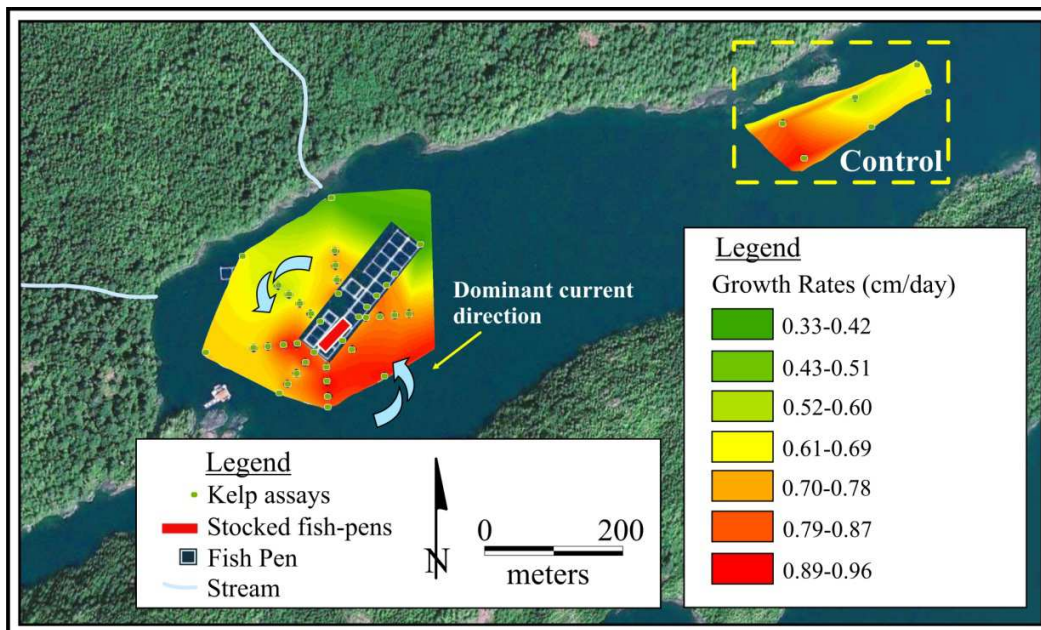 Control
Dominant current
direction
Legend
Growth Rates (cm/day)
0.33-0.42
0.43-0.51
0.52-0.60
0.61-0.69
0.70-0.78
0.79-0.87
0.89-0.96
Legend
Kelp assays
Stocked fish-pens
Fish Pen
Stream
N
0 200
meters